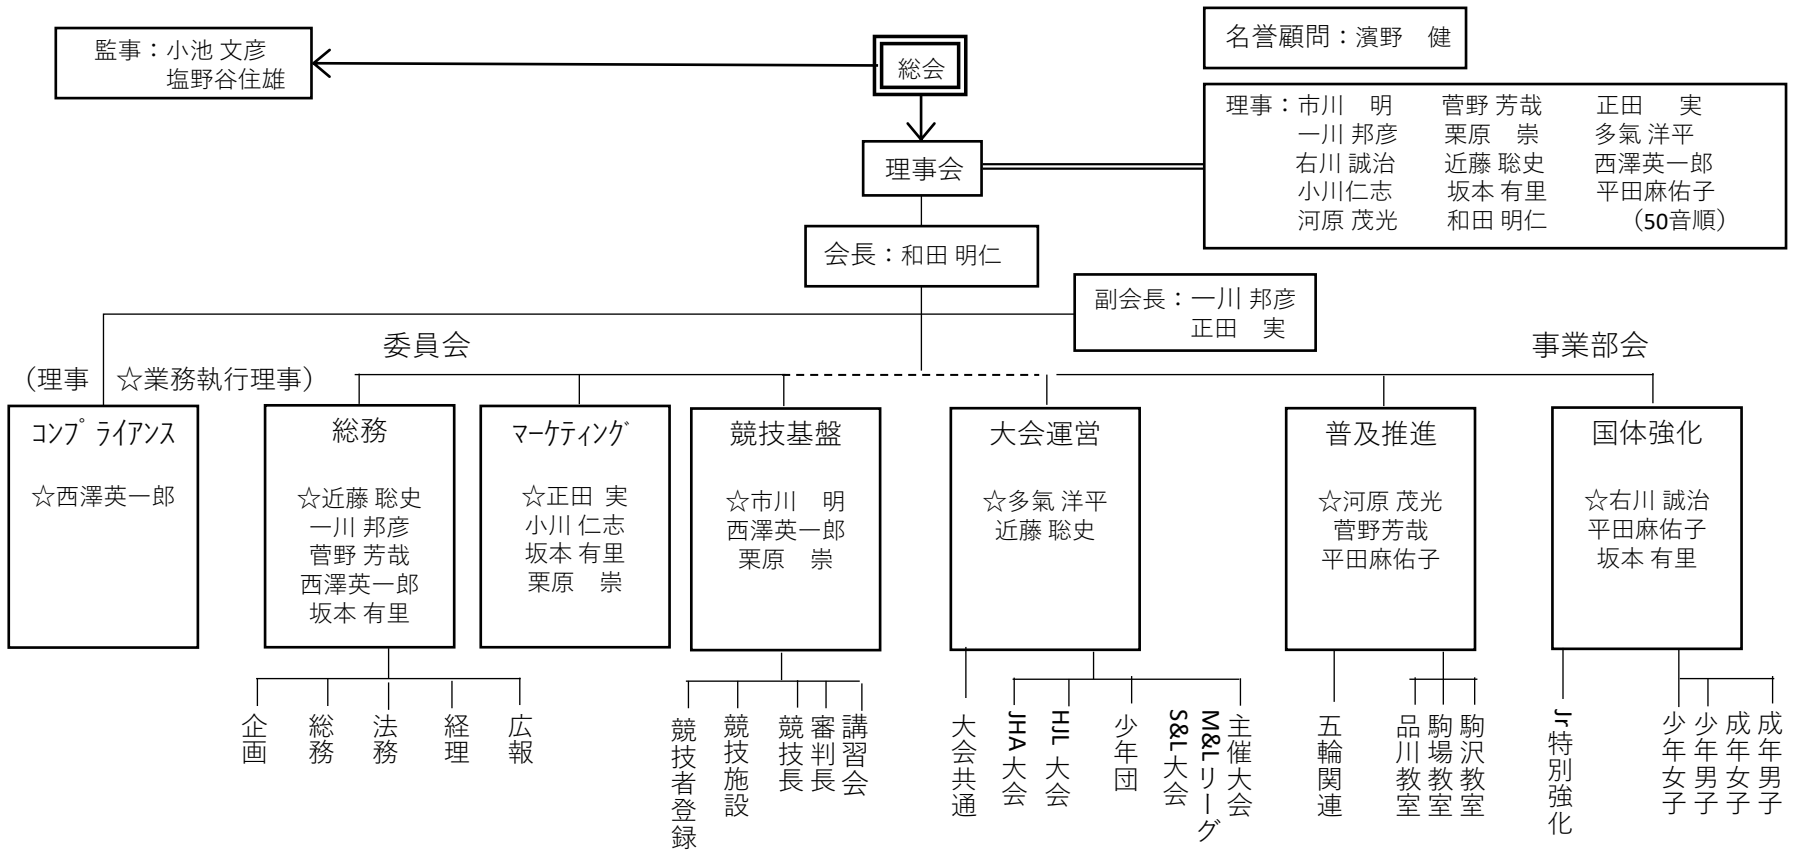 監事：小池 文彦
塩野谷住雄
総会
名誉顧問：濱野　健
理事：市川　明　菅野 芳哉　正田　実
一川 邦彦　栗原　崇　多氣 洋平
右川 誠治　近藤 聡史　西澤英一郎
小川仁志　坂本 有里　平田麻佑子
河原 茂光　和田 明仁　（50音順）
理事会
会長：和田 明仁
副会長：一川 邦彦
正田　実
委員会
事業部会
（理事　☆業務執行理事）
コンプライアンス
☆西澤英一郎
総務
☆近藤 聡史
一川 邦彦
菅野 芳哉
西澤英一郎
坂本 有里
マーケティング
☆正田 実
小川 仁志
坂本 有里
栗原　崇
競技基盤
☆市川　明
西澤英一郎
栗原　崇
大会運営
☆多氣 洋平
近藤 聡史
普及推進
☆河原 茂光
菅野芳哉
平田麻佑子
国体強化
☆右川 誠治
平田麻佑子
坂本 有里
企画
総務
法務
経理
広報
競技者登録
競技施設
競技長
審判長
講習会
大会共通
JHA 大会
HJL 大会
少年団
S&L大会
M&Lリーグ
主催大会
五輪関連
品川教室
駒場教室
駒沢教室
Jr特別強化
少年女子
少年男子
成年女子
成年男子